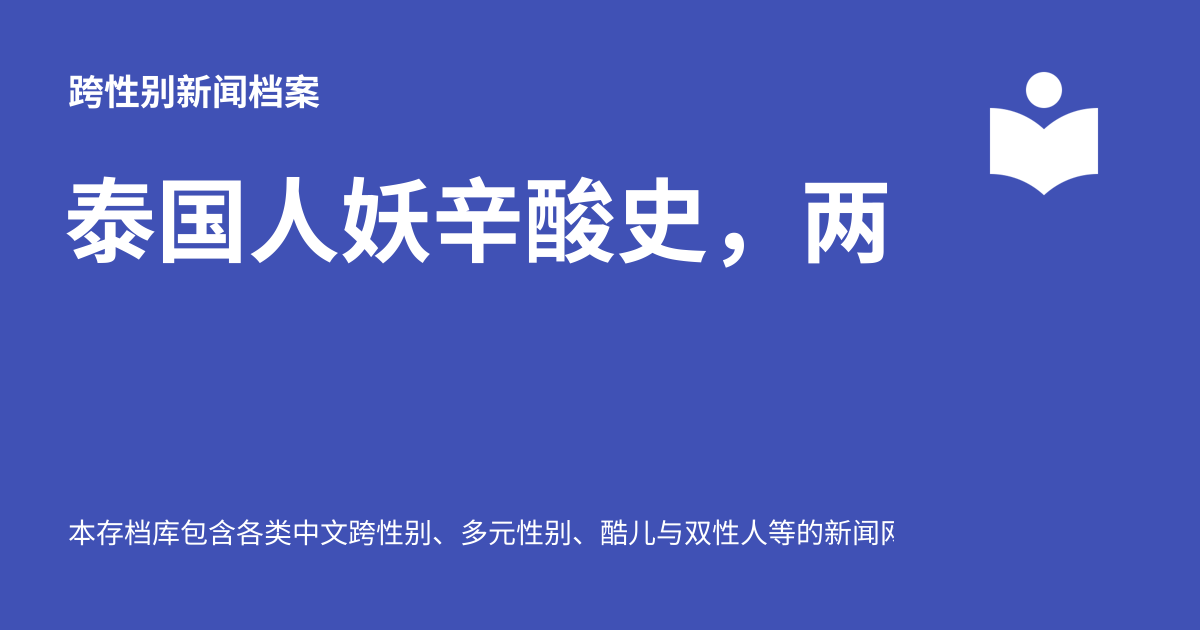 跨性别新闻档案
泰国人妖辛酸史，两
本存档库包含各类中文跨性别、多元性别、酷儿与双性人等的新闻